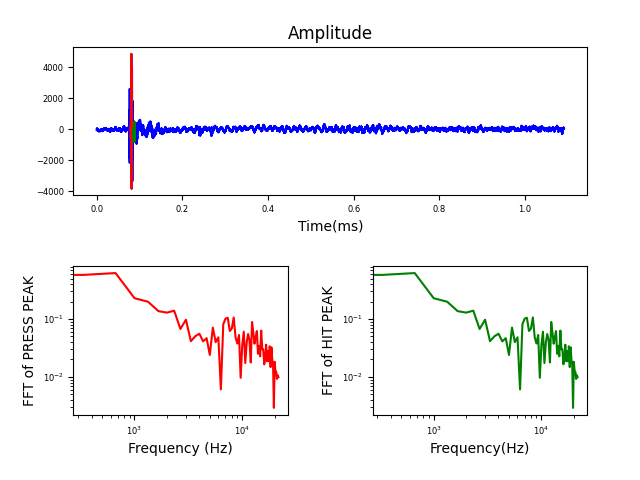 Amplitude
4000
2000
0
−2000
−4000
0.0 0.2 0.4 0.6 0.8 1.0
Time(ms)
FFT of PRESS PEAK
10⁻¹
10⁻²
10³ 10⁴
Frequency (Hz)
FFT of HIT PEAK
10⁻¹
10⁻²
10³ 10⁴
Frequency(Hz)